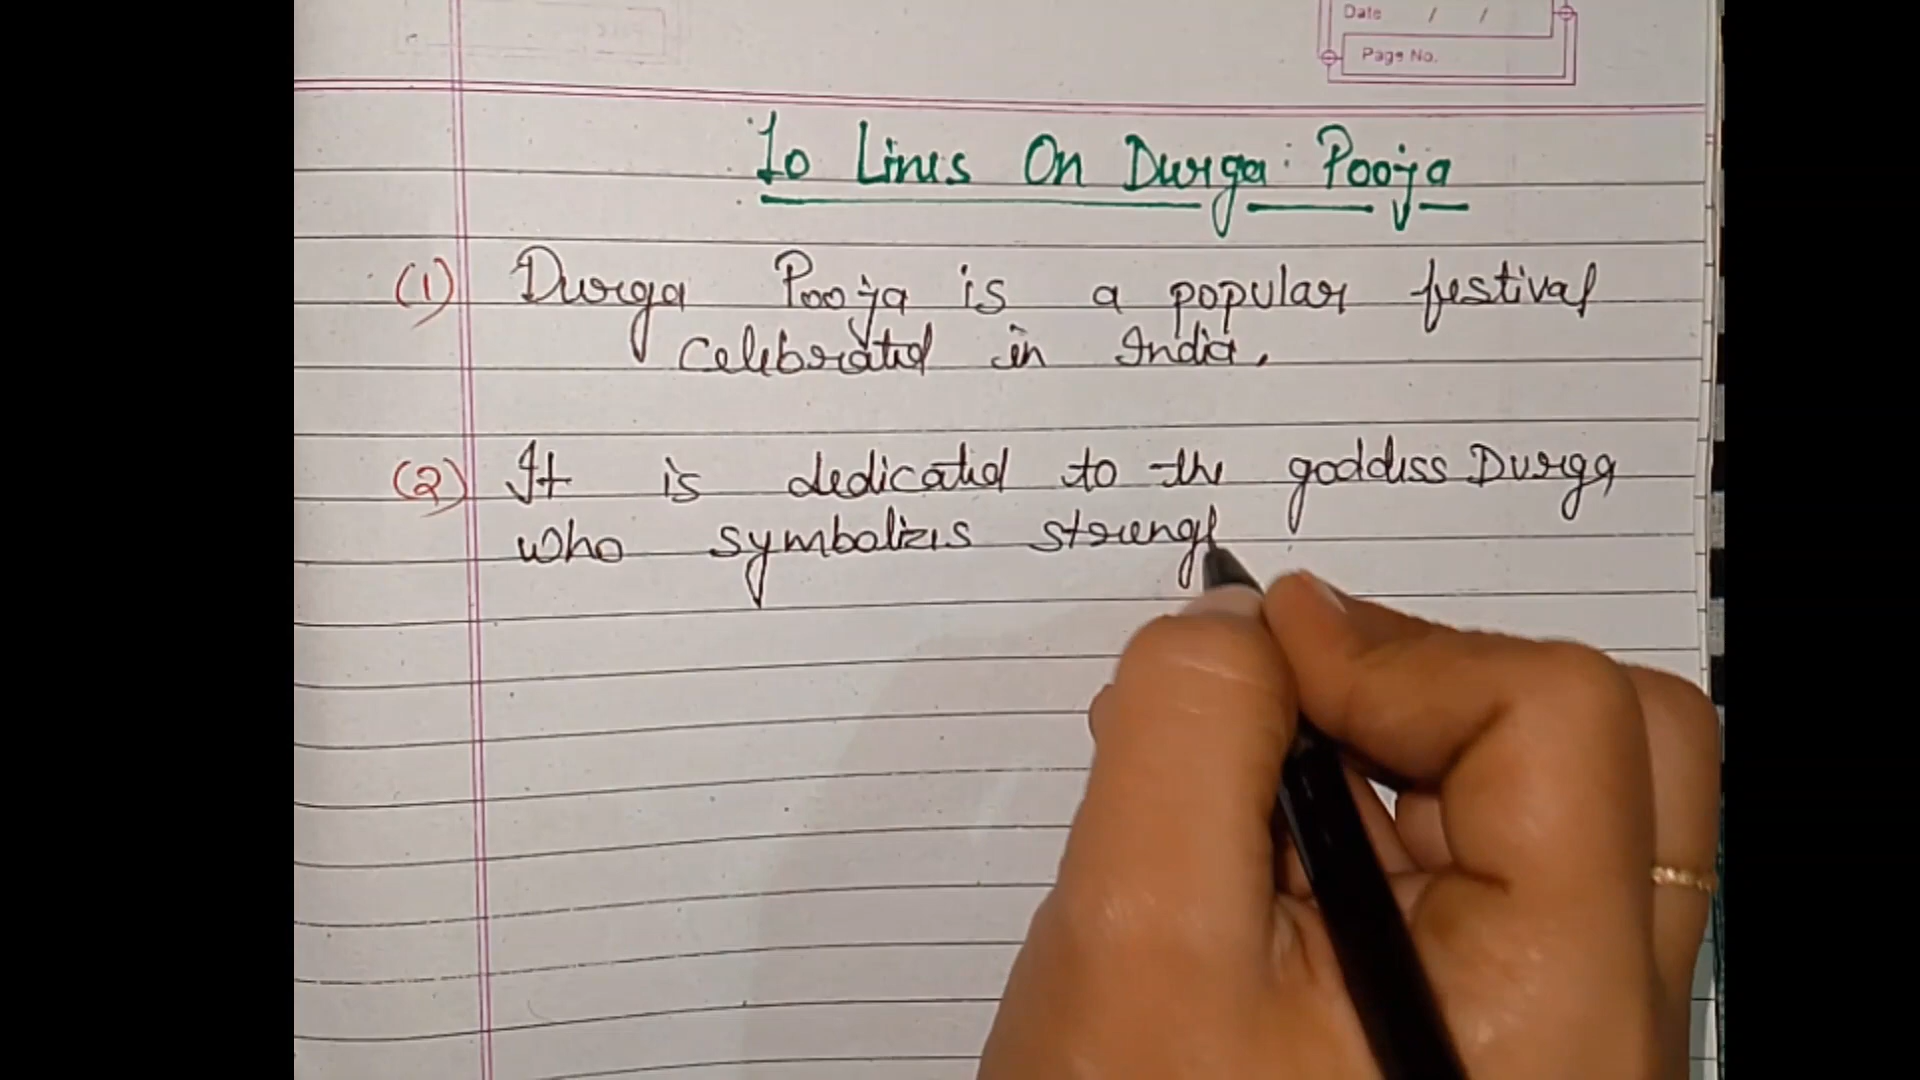 Date / /
Page No.
10 Lines On Durga Pooja
(1) Durga Pooja is a popular festival
celebrated in India.
(2) It is dedicated to the goddess Durga
who symbolizes strengt